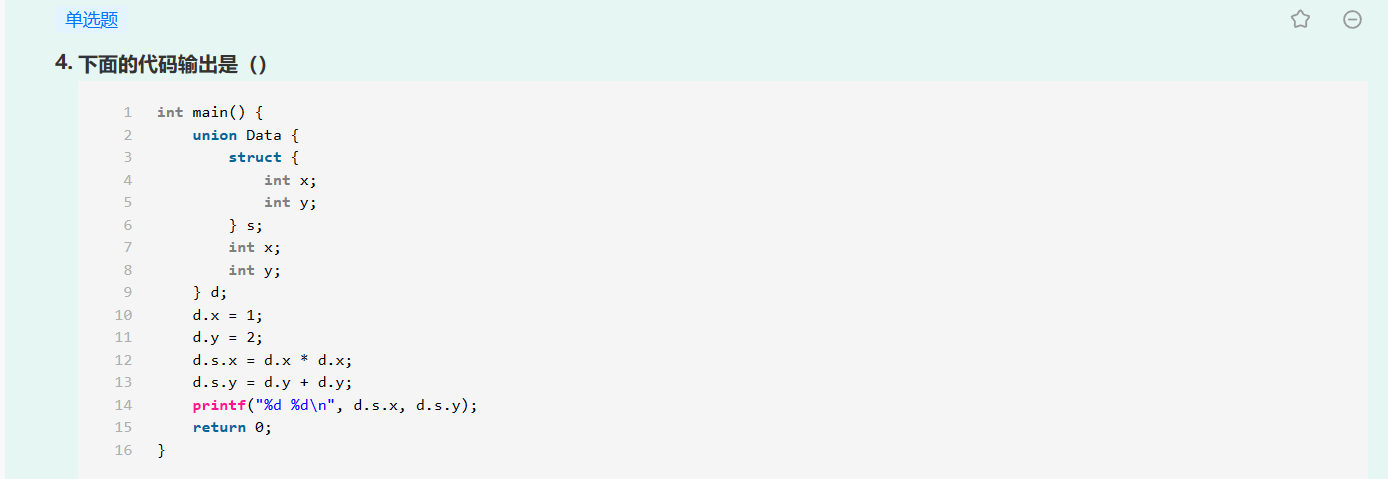 单选题
4. 下面的代码输出是（）
1 int main() {
2     union Data {
3         struct {
4             int x;
5             int y;
6         } s;
7         int x;
8         int y;
9     } d;
10     d.x = 1;
11     d.y = 2;
12     d.s.x = d.x * d.x;
13     d.s.y = d.y + d.y;
14     printf("%d %d\n", d.s.x, d.s.y);
15     return 0;
16 }